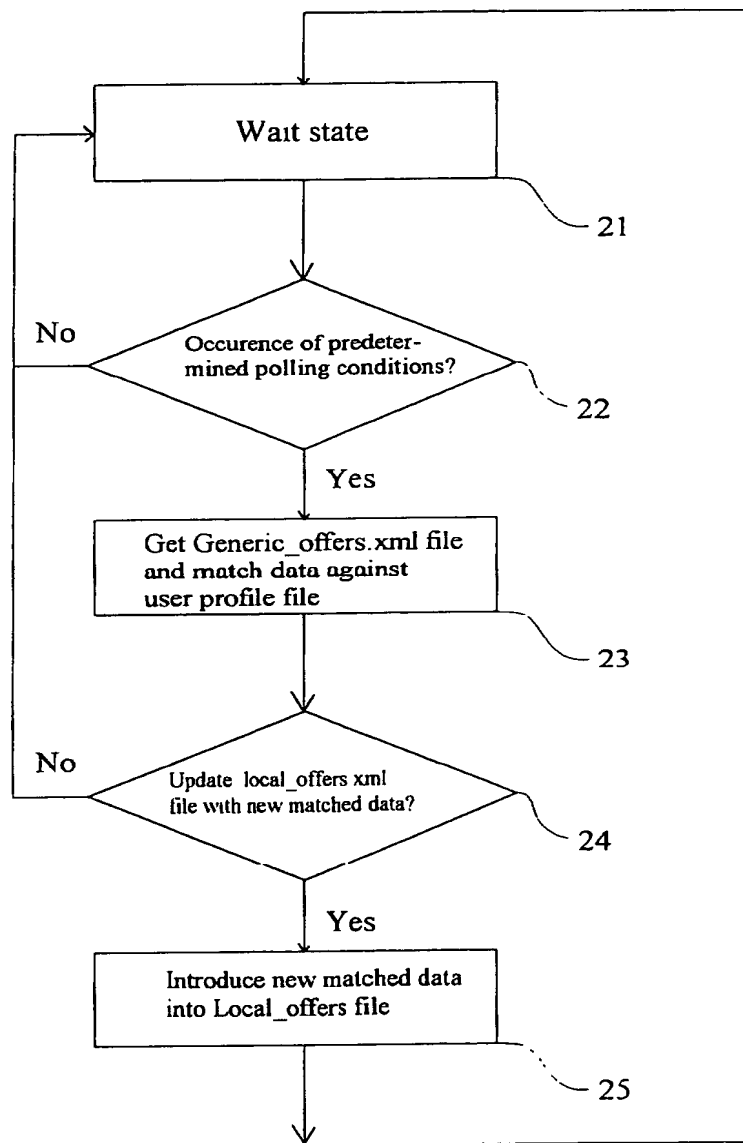 Wait state
21
No
Occurence of predeter-
mined polling conditions?
22
Yes
Get Generic_offers.xml file
and match data against
user profile file
23
No
Update local_offers xml
file with new matched data?
24
Yes
Introduce new matched data
into Local_offers file
25